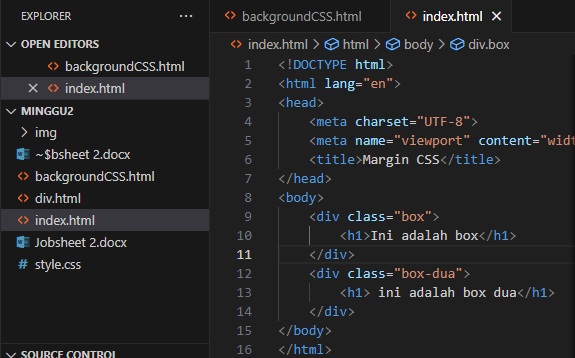 EXPLORER ...
OPEN EDITORS
backgroundCSS.html
index.html
MINGGU2
img
~$bsheet 2.docx
backgroundCSS.html
div.html
index.html
Jobsheet 2.docx
style.css
SOURCE CONTROL
backgroundCSS.html index.html
index.html > html > body > div.box
1 <!DOCTYPE html>
2 <html lang="en">
3 <head>
4 <meta charset="UTF-8">
5 <meta name="viewport" content="widt
6 <title>Margin CSS</title>
7 </head>
8 <body>
9 <div class="box">
10 <h1>Ini adalah box</h1>
11 </div>
12 <div class="box-dua">
13 <h1> ini adalah box dua</h1>
14 </div>
15 </body>
16 </html>